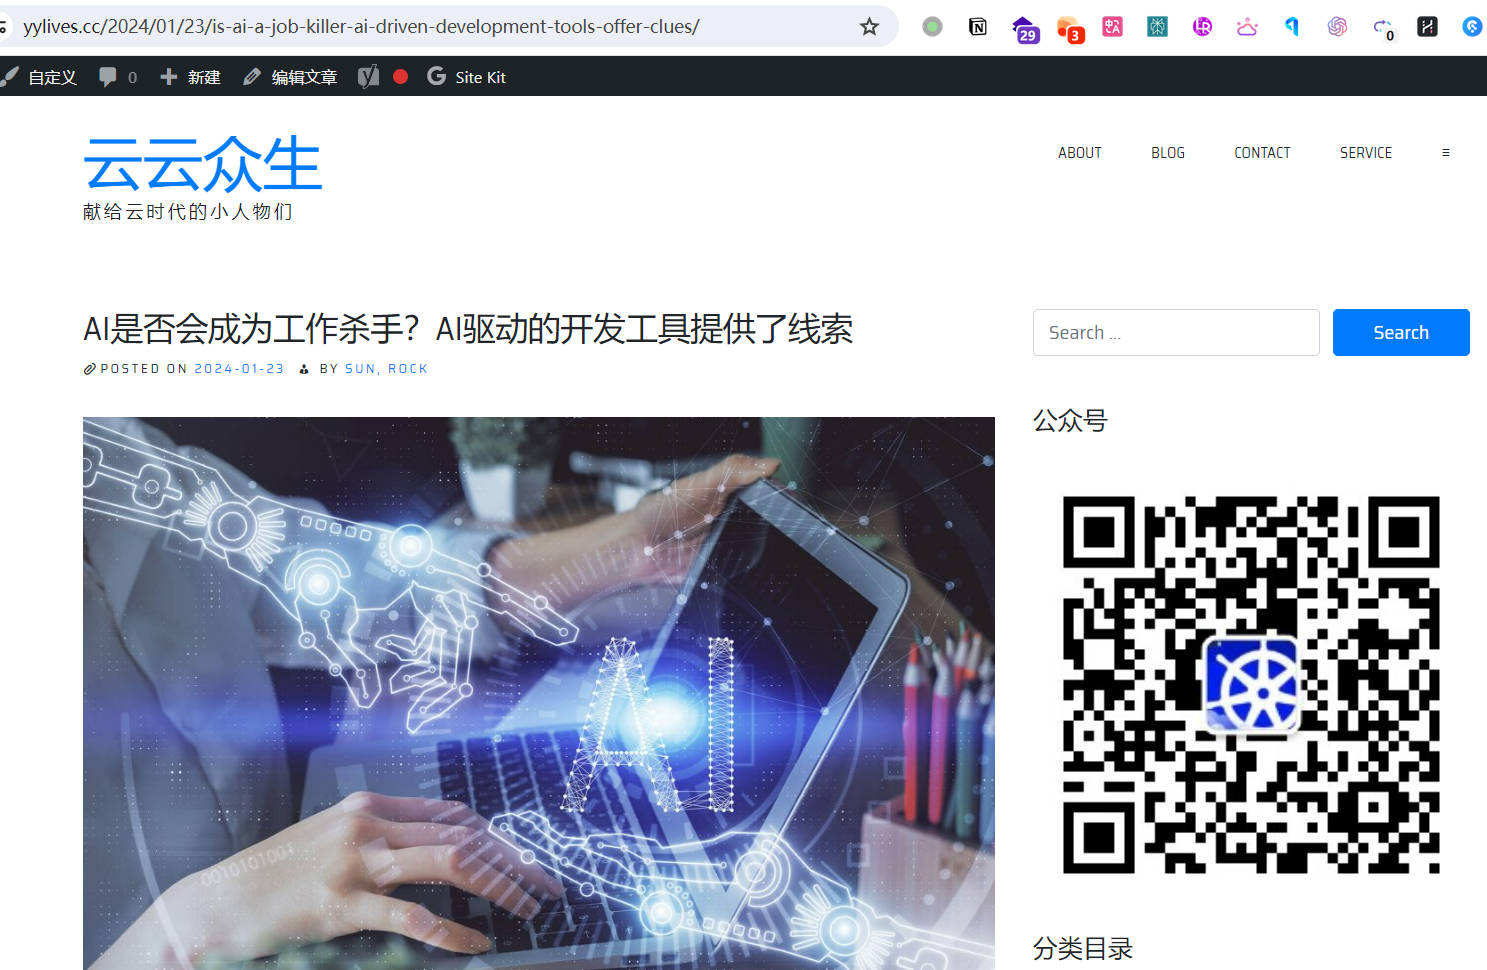 yylives.cc/2024/01/23/is-ai-a-job-killer-ai-driven-development-tools-offer-clues/
29
3
中
A
LR
0
自定义
0
新建
编辑文章
Site Kit
云云众生
献给云时代的小人物们
ABOUT
BLOG
CONTACT
SERVICE
AI是否会成为工作杀手？AI驱动的开发工具提供了线索
POSTED ON 2024-01-23 BY SUN, ROCK
Search ...
Search
公众号
AI
0010101001
分类目录